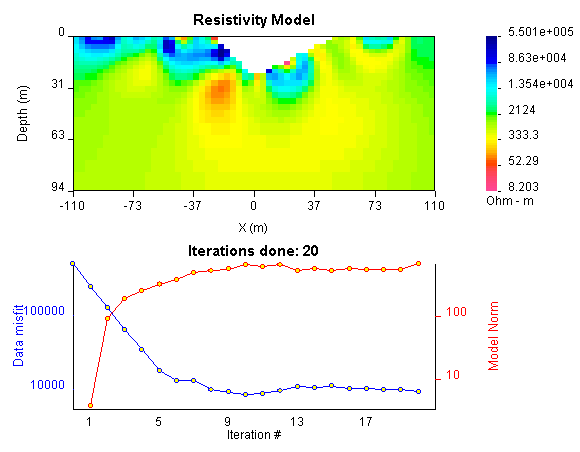 Resistivity Model
Depth (m)
0
31
63
94
-110 -73 -37 0 37 73 110
X (m)
5.501e+005
8.63e+004
1.354e+004
2124
333.3
52.29
8.203
Ohm - m
Iterations done: 20
Data misfit
100000
10000
100
10
Model Norm
1 5 9 13 17
Iteration #